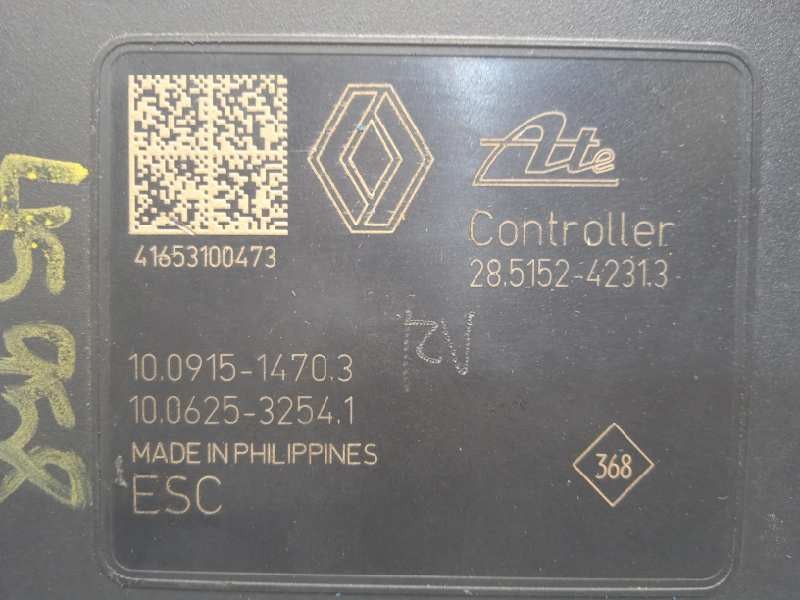 Ate
41653100473
Controller
28.5152-4231.3
10.0915-1470.3
10.0625-3254.1
MADE IN PHILIPPINES
ESC
368